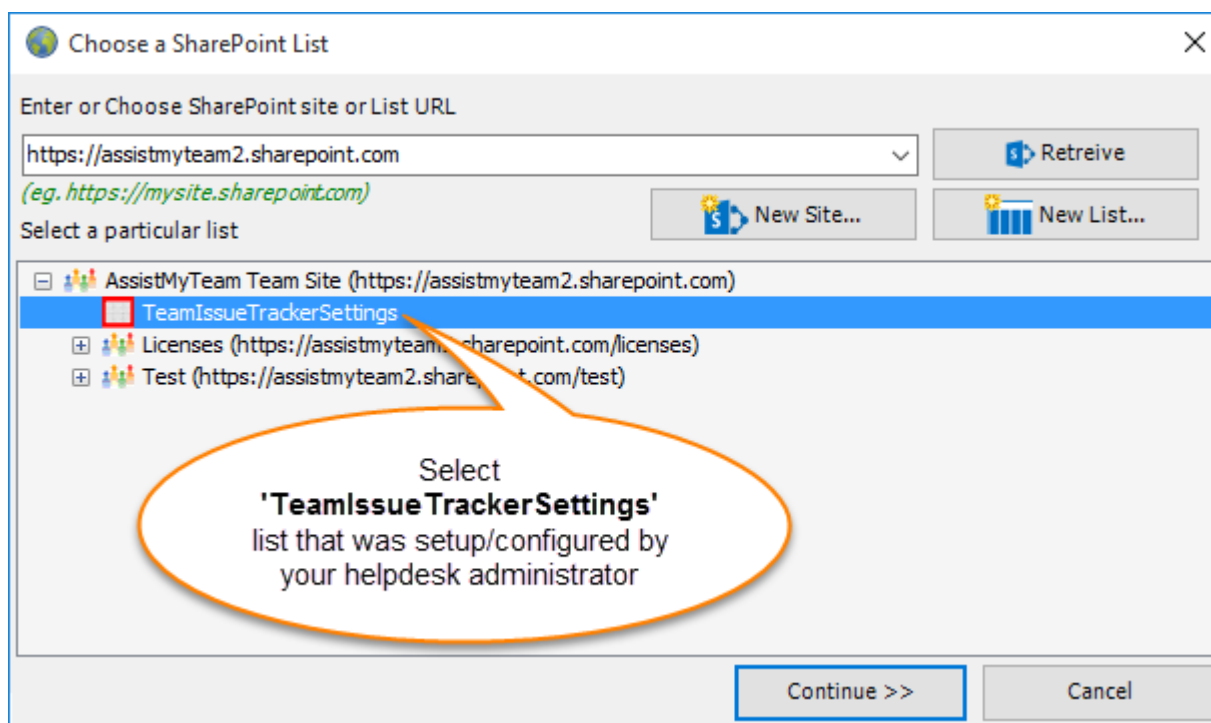 Choose a SharePoint List
Enter or Choose SharePoint site or List URL
https://assistmyteam2.sharepoint.com
Retreive
(eg. https://mysite.sharepoint.com)
New Site...
New List...
Select a particular list
AssistMyTeam Team Site (https://assistmyteam2.sharepoint.com)
TeamIssueTrackerSettings
Licenses (https://assistmyteam sharepoint.com/licenses)
Test (https://assistmyteam2.share t.com/test)
Select
'TeamIssueTrackerSettings'
list that was setup/configured by
your helpdesk administrator
Continue >>
Cancel